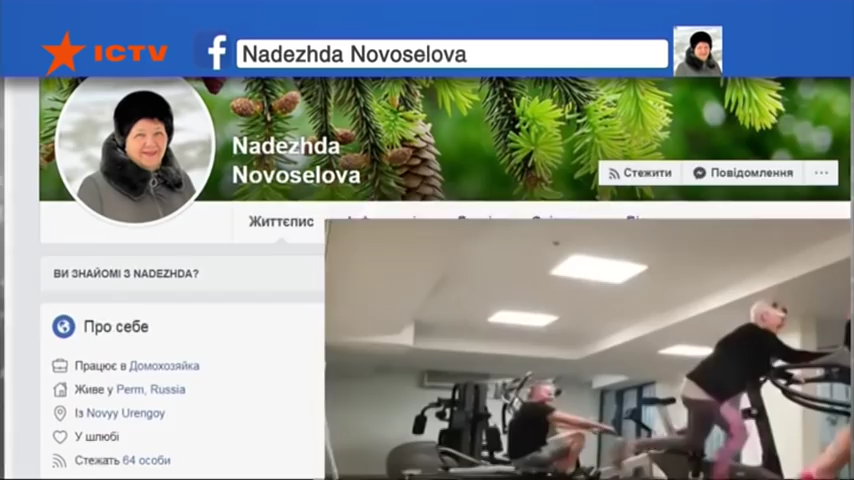 ICTV
f Nadezhda Novoselova
Nadezhda
Novoselova
Стежити
Повідомлення
Життєпис
ВИ ЗНАЙОМІ З NADEZHDA?
Про себе
Працює в Домохозяйка
Живе у Perm, Russia
Із Novyy Urengoy
У шлюбі
Стежать 64 особи